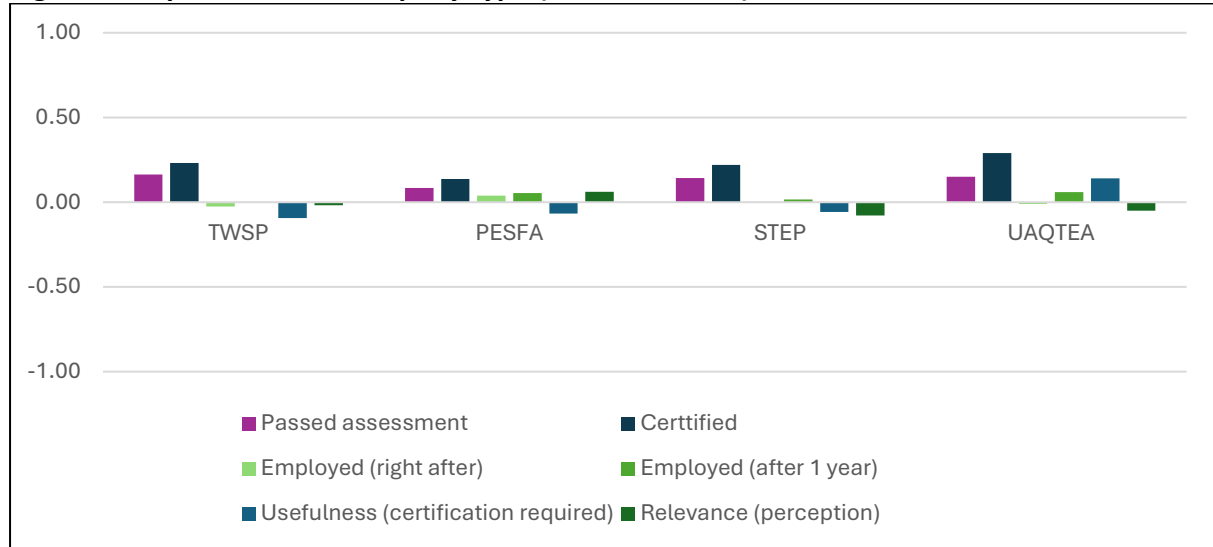 1.00
0.50
0.00
TWSP PESFA STEP UAQTEA
-0.50
-1.00
Passed assessment Certtified
Employed (right after) Employed (after 1 year)
Usefulness (certification required) Relevance (perception)